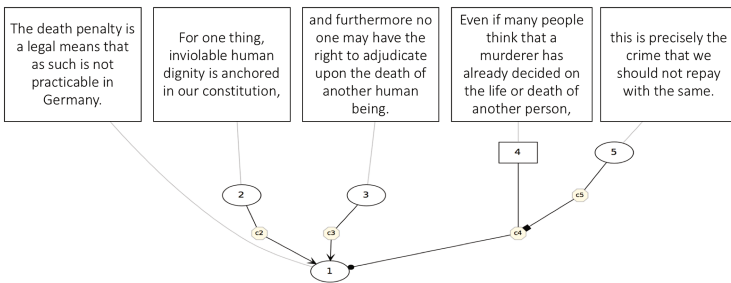 The death penalty is
a legal means that
as such is not
practicable in
Germany.
For one thing,
inviolable human
dignity is anchored
in our constitution,
and furthermore no
one may have the
right to adjudicate
upon the death of
another human
being.
Even if many people
think that a
murderer has
already decided on
the life or death of
another person,
this is precisely the
crime that we
should not repay
with the same.
4
5
2
3
c5
c2
c3
c4
1